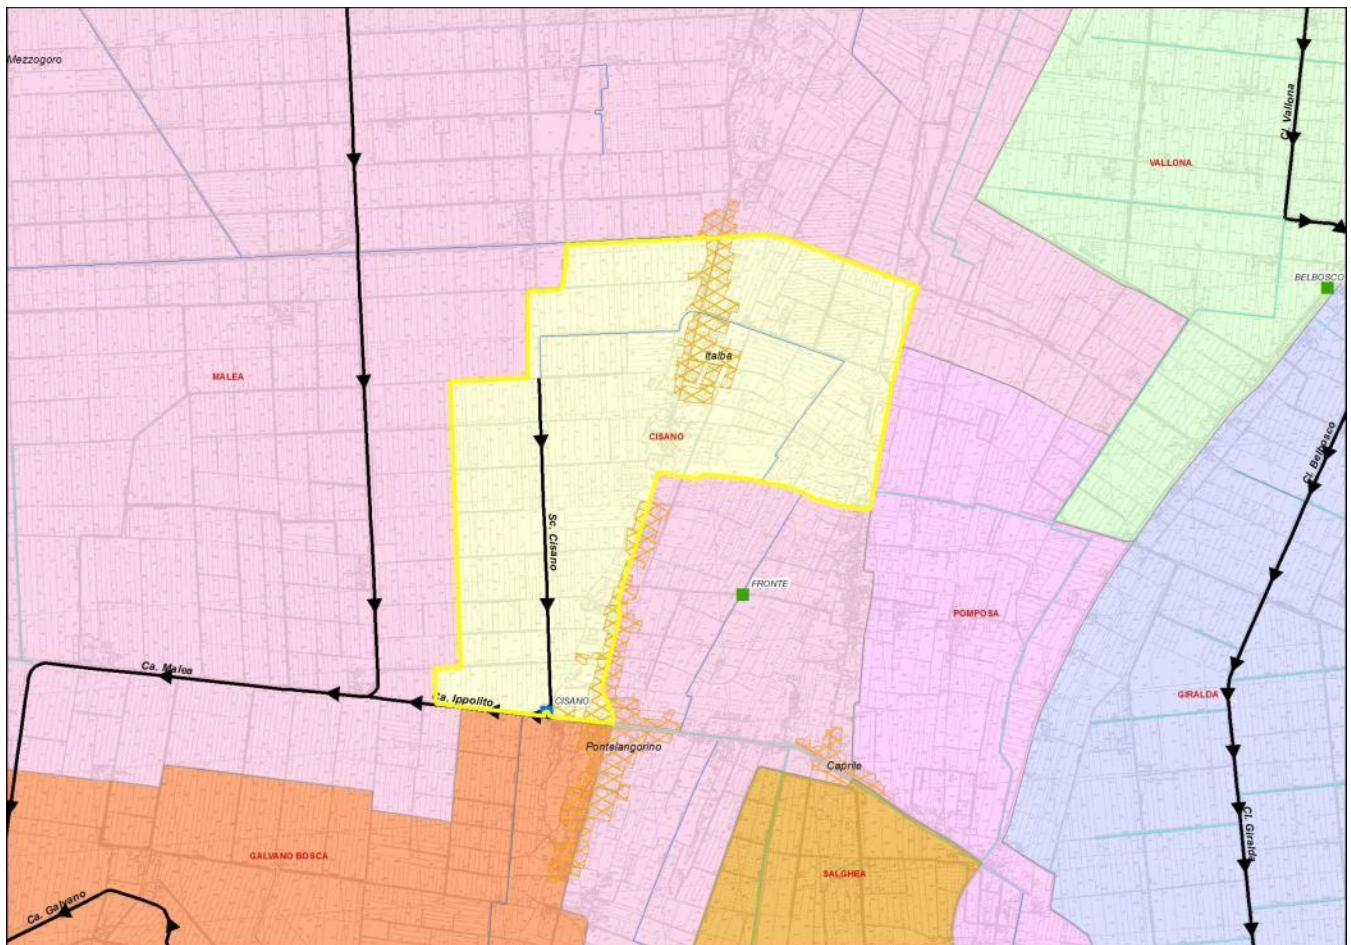 Mezzogoro
Cl. Vallona
VALLONA
BELBOSCO
Italba
MALEA
CISANO
Cl. Belbosco
Sc. Cisano
FRONTE
POMPOSA
Ca. Malea
GIRALDA
Ca. Ippolito
CISANO
Pontelangorino
Caprile
Cl. Giralda
GALVANO BOSCA
SALGHEA
Ca. Galvano